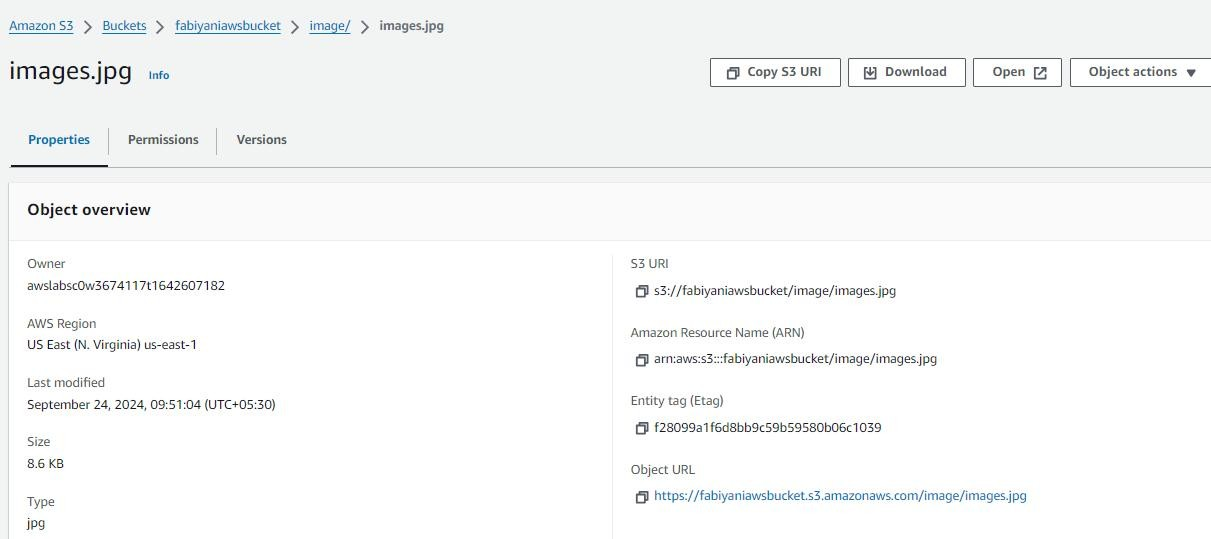 Amazon S3 > Buckets > fabiyaniawsbucket > image/ > images.jpg
images.jpg Info
Copy S3 URI Download Open Object actions
Properties Permissions Versions
Object overview
Owner
awslabsc0w3674117t1642607182
AWS Region
US East (N. Virginia) us-east-1
Last modified
September 24, 2024, 09:51:04 (UTC+05:30)
Size
8.6 KB
Type
jpg
S3 URI
s3://fabiyaniawsbucket/image/images.jpg
Amazon Resource Name (ARN)
arn:aws:s3:::fabiyaniawsbucket/image/images.jpg
Entity tag (Etag)
f28099a1f6d8bb9c59b59580b06c1039
Object URL
https://fabiyaniawsbucket.s3.amazonaws.com/image/images.jpg